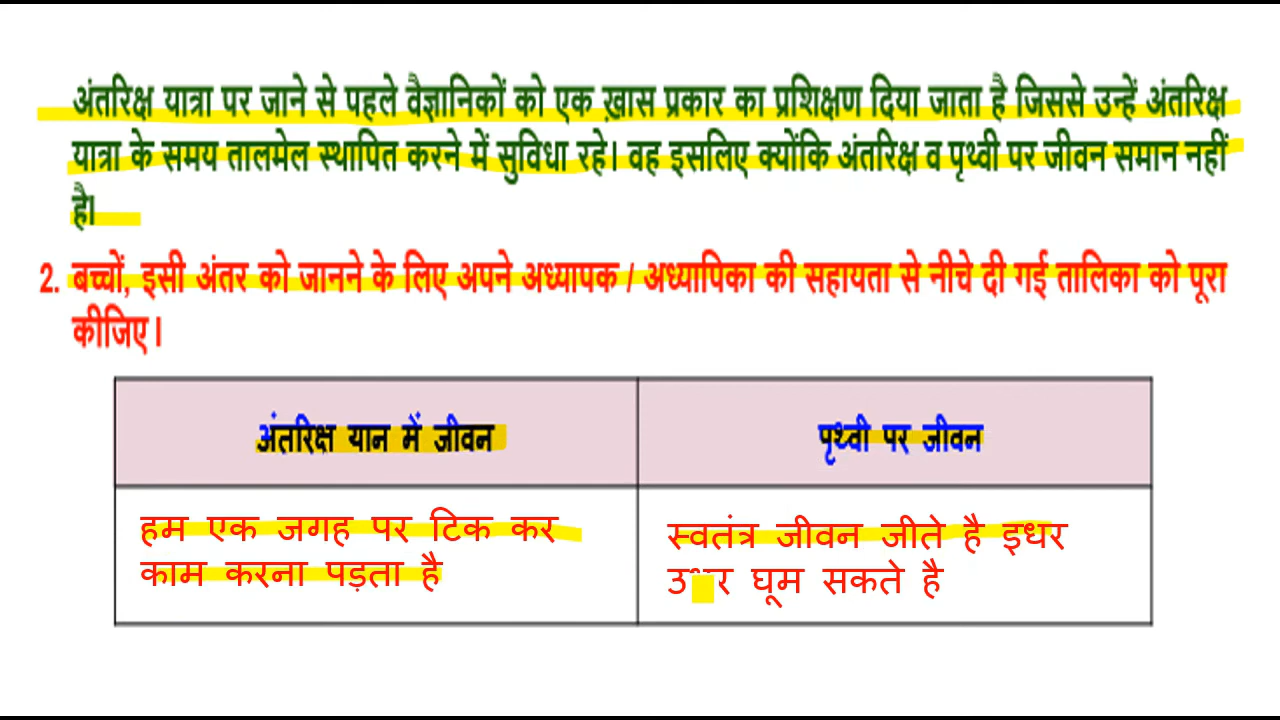 अंतरिक्ष यात्रा पर जाने से पहले वैज्ञानिकों को एक ख़ास प्रकार का प्रशिक्षण दिया जाता है जिससे उन्हें अंतरिक्ष
यात्रा के समय तालमेल स्थापित करने में सुविधा रहे। वह इसलिए क्योंकि अंतरिक्ष व पृथ्वी पर जीवन समान नहीं
है।
2. बच्चों, इसी अंतर को जानने के लिए अपने अध्यापक / अध्यापिका की सहायता से नीचे दी गई तालिका को पूरा
कीजिए।
अंतरिक्ष यान में जीवन
पृथ्वी पर जीवन
हम एक जगह पर टिक कर
काम करना पड़ता है
स्वतंत्र जीवन जीते है इधर
उधर घूम सकते है